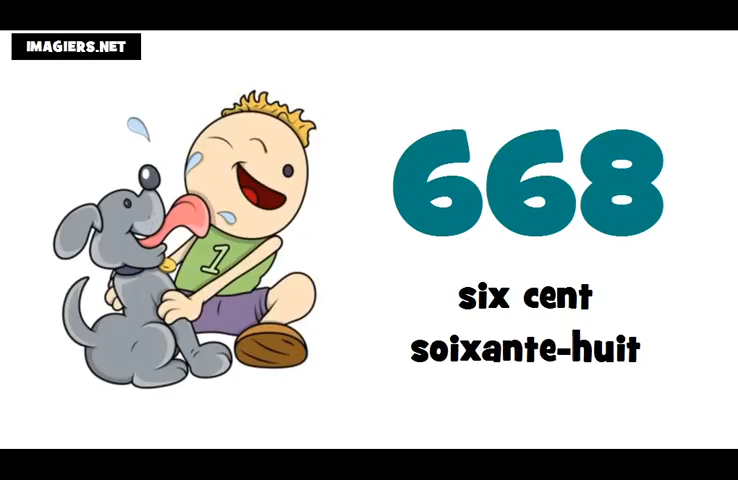 IMAGIERS.NET
1
668
six cent
soixante-huit